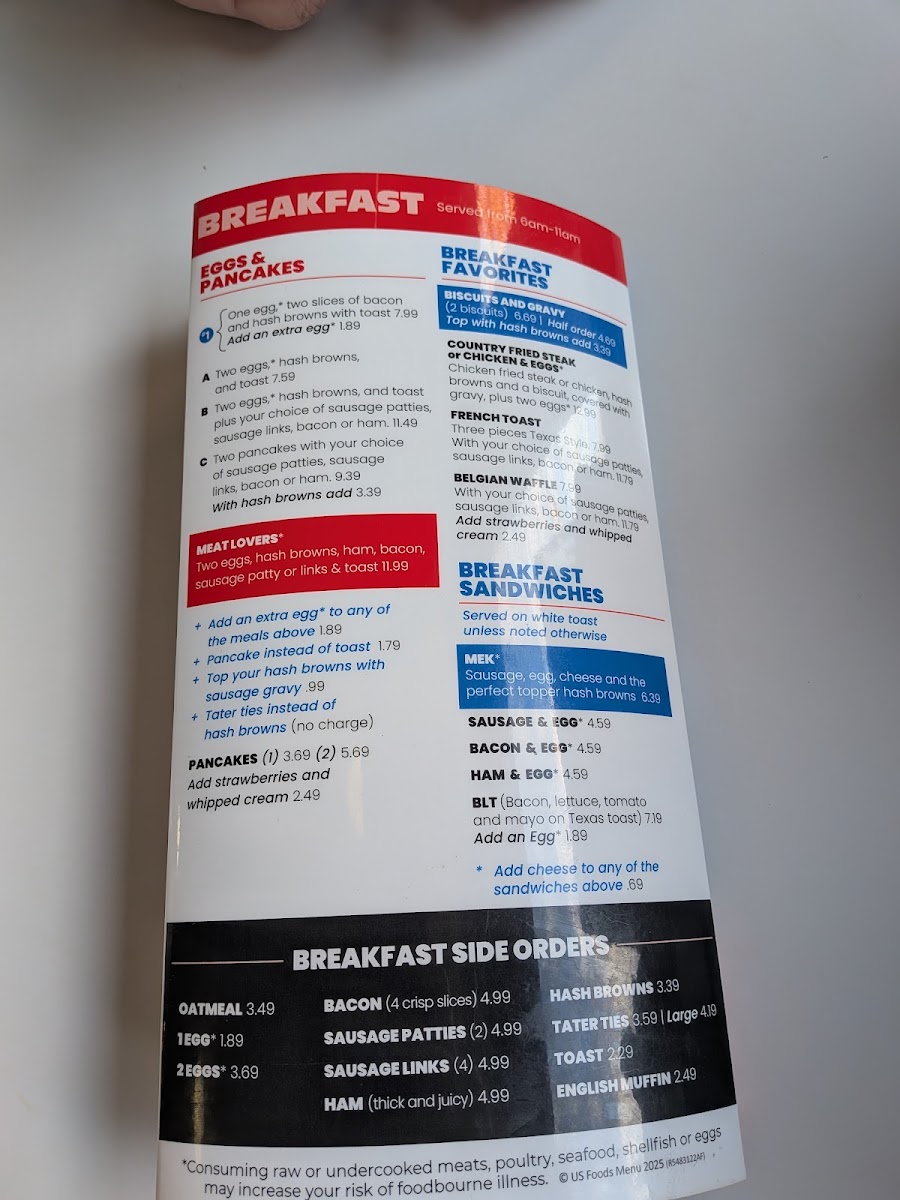 BREAKFAST Served from 6am-11am
EGGS &
PANCAKES
#1
One egg,* two slices of bacon
and hash browns with toast 7.99
Add an extra egg* 1.89
A Two eggs,* hash browns,
and toast 7.59
B Two eggs,* hash browns, and toast
plus your choice of sausage patties,
sausage links, bacon or ham. 11.49
C Two pancakes with your choice
of sausage patties, sausage
links, bacon or ham. 9.39
With hash browns add 3.39
MEAT LOVERS*
Two eggs, hash browns, ham, bacon,
sausage patty or links & toast 11.99
+ Add an extra egg* to any of
the meals above 1.89
+ Pancake instead of toast 1.79
+ Top your hash browns with
sausage gravy .99
+ Tater ties instead of
hash browns (no charge)
PANCAKES (1) 3.69 (2) 5.69
Add strawberries and
whipped cream 2.49
BREAKFAST
FAVORITES
BISCUITS AND GRAVY
(2 biscuits) 6.69 | Half order 4.69
Top with hash browns add 3.39
COUNTRY FRIED STEAK
or CHICKEN & EGGS*
Chicken fried steak or chicken, hash
browns and a biscuit, covered with
gravy, plus two eggs* 12.99
FRENCH TOAST
Three pieces Texas Style. 7.99
With your choice of sausage patties,
sausage links, bacon or ham. 11.79
BELGIAN WAFFLE 7.99
With your choice of sausage patties,
sausage links, bacon or ham. 11.79
Add strawberries and whipped
cream 2.49
BREAKFAST
SANDWICHES
Served on white toast
unless noted otherwise
MEK*
Sausage, egg, cheese and the
perfect topper hash browns 6.39
SAUSAGE & EGG* 4.59
BACON & EGG* 4.59
HAM & EGG* 4.59
BLT (Bacon, lettuce, tomato
and mayo on Texas toast) 7.19
Add an Egg* 1.89
* Add cheese to any of the
sandwiches above .69
BREAKFAST SIDE ORDERS
OATMEAL 3.49
1 EGG* 1.89
2 EGGS* 3.69
BACON (4 crisp slices) 4.99
SAUSAGE PATTIES (2) 4.99
SAUSAGE LINKS (4) 4.99
HAM (thick and juicy) 4.99
HASH BROWNS 3.39
TATER TIES 3.59 | Large 4.19
TOAST 2.29
ENGLISH MUFFIN 2.49
*Consuming raw or undercooked meats, poultry, seafood, shellfish or eggs
may increase your risk of foodbourne illness. © US Foods Menu 2025 (R5483122AF)